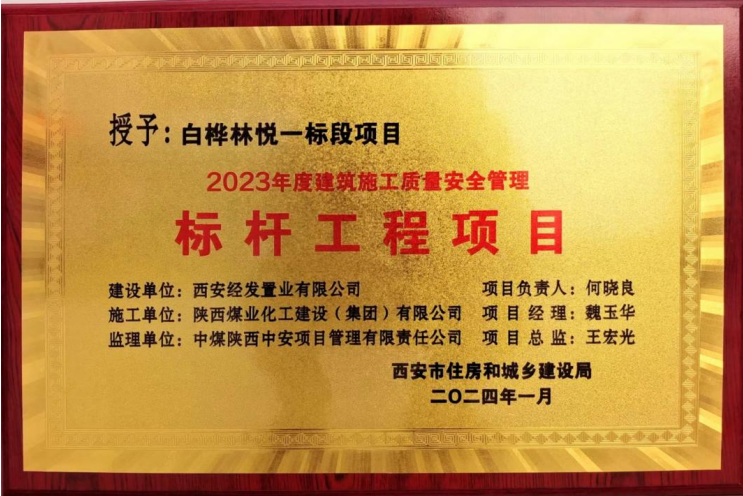 授予：白桦林悦一标段项目
2023年度建筑施工质量安全管理
标杆工程项目
建设单位：西安经发置业有限公司 项目负责人：何晓良
施工单位：陕西煤业化工建设（集团）有限公司 项目经理：魏玉华
监理单位：中煤陕西中安项目管理有限责任公司 项目总监：王宏光
西安市住房和城乡建设局
二〇二四年一月